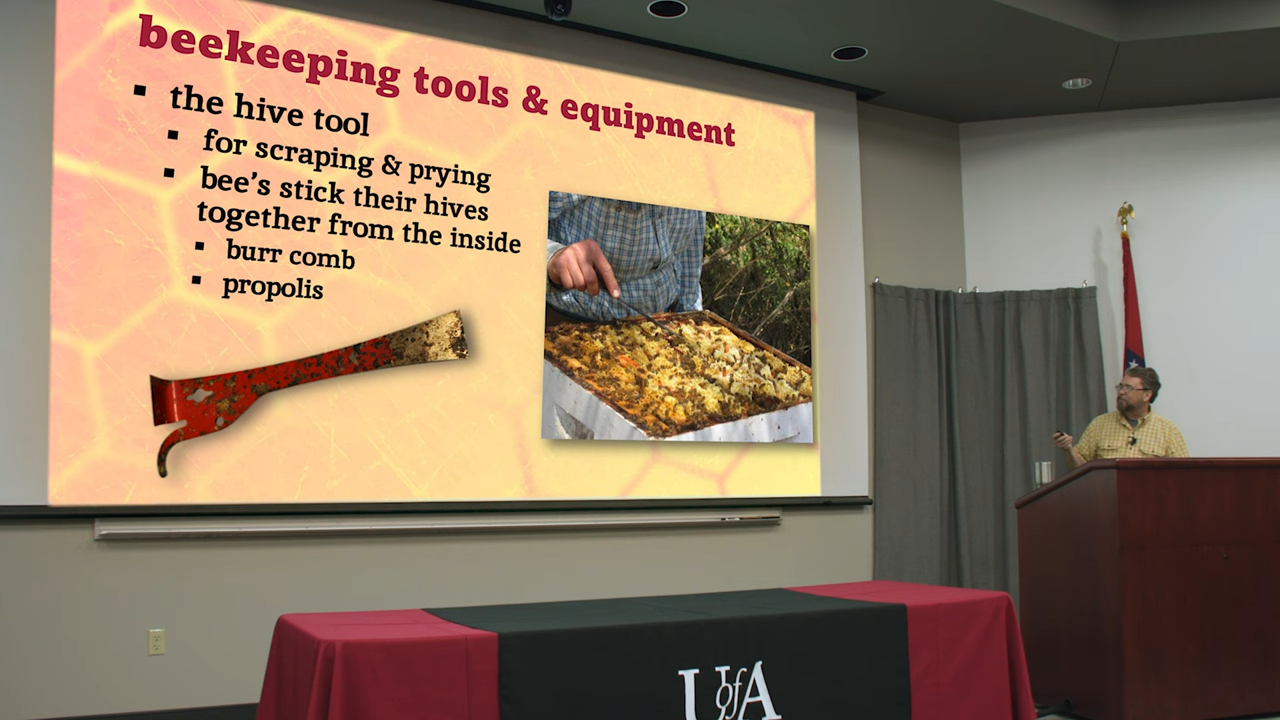 beekeeping tools & equipment
▪ the hive tool
▪ for scraping & prying
▪ bee's stick their hives
together from the inside
▪ burr comb
▪ propolis
U of A